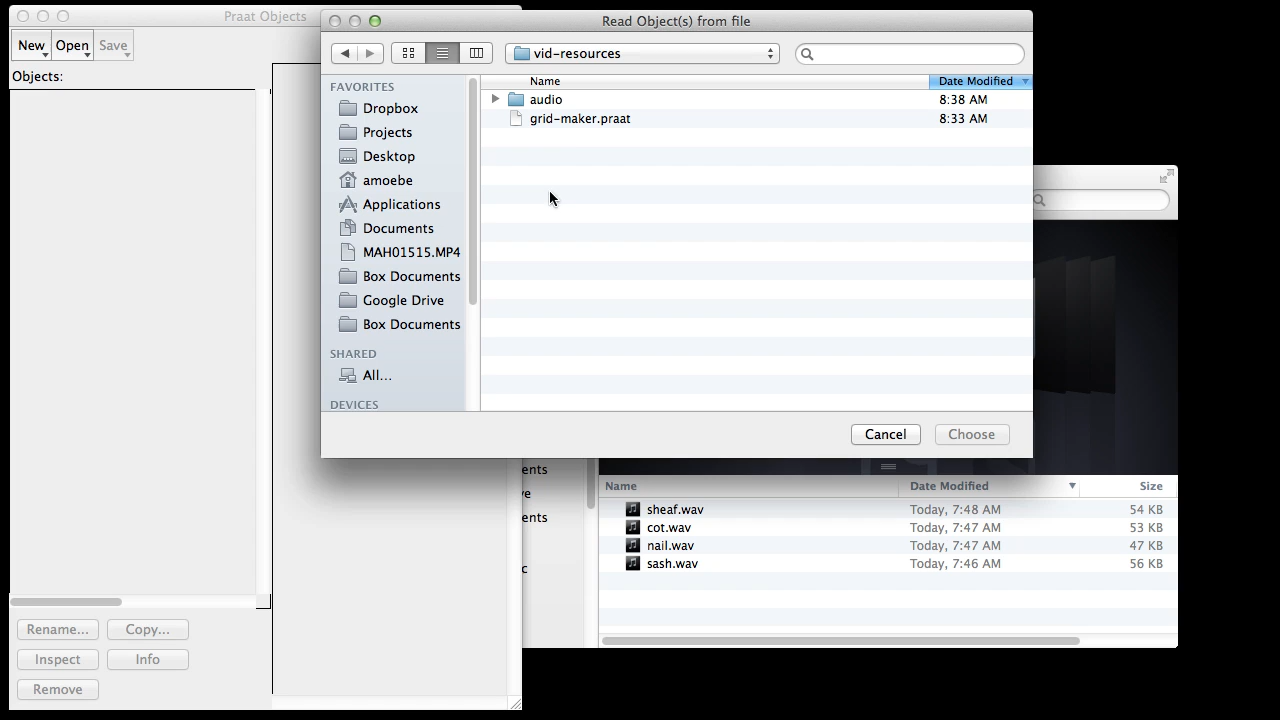 Praat Objects
New
Open
Save
Objects:
Rename...
Copy...
Inspect
Info
Remove
Read Object(s) from file
vid-resources
FAVORITES
Dropbox
Projects
Desktop
amoebe
Applications
Documents
MAH01515.MP4
Box Documents
Google Drive
Box Documents
SHARED
All...
DEVICES
Name
Date Modified
audio
8:38 AM
grid-maker.praat
8:33 AM
Cancel
Choose
ents
ents
Name
Date Modified
Size
sheaf.wav
Today, 7:48 AM
54 KB
cot.wav
Today, 7:47 AM
53 KB
nail.wav
Today, 7:47 AM
47 KB
sash.wav
Today, 7:46 AM
56 KB